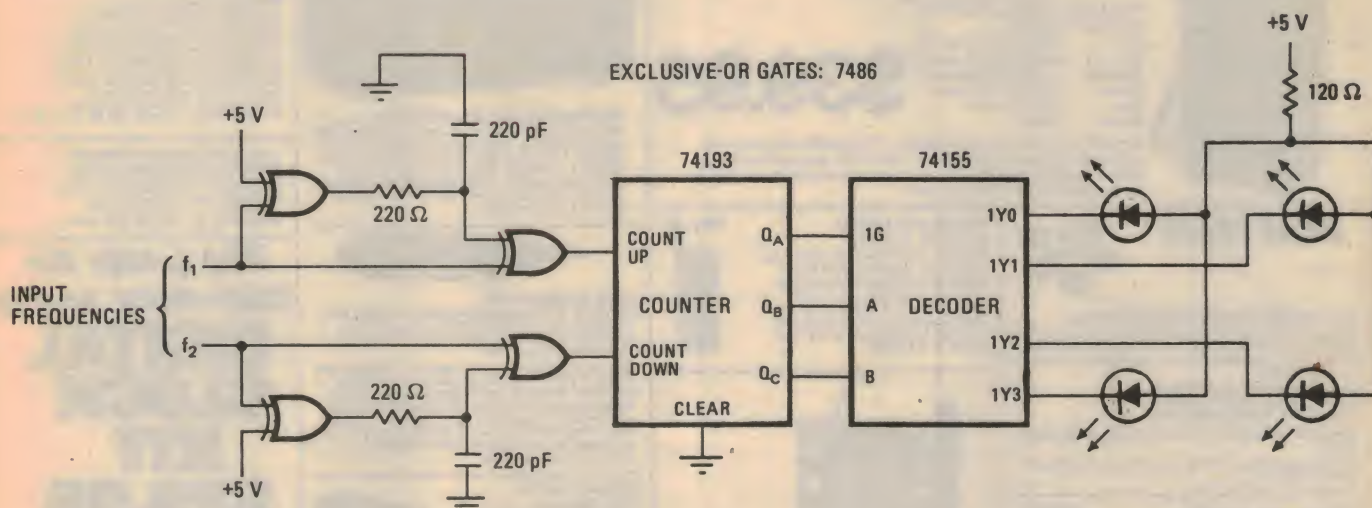 +5 V
EXCLUSIVE-OR GATES: 7486
120 Ω
+5 V
220 pF
74193
74155
220 Ω
1Y0
COUNT
UP
QA
1G
1Y1
f1
INPUT
FREQUENCIES
COUNTER
QB
A
DECODER
f2
COUNT
DOWN
1Y2
220 Ω
QC
B
1Y3
CLEAR
220 pF
+5 V